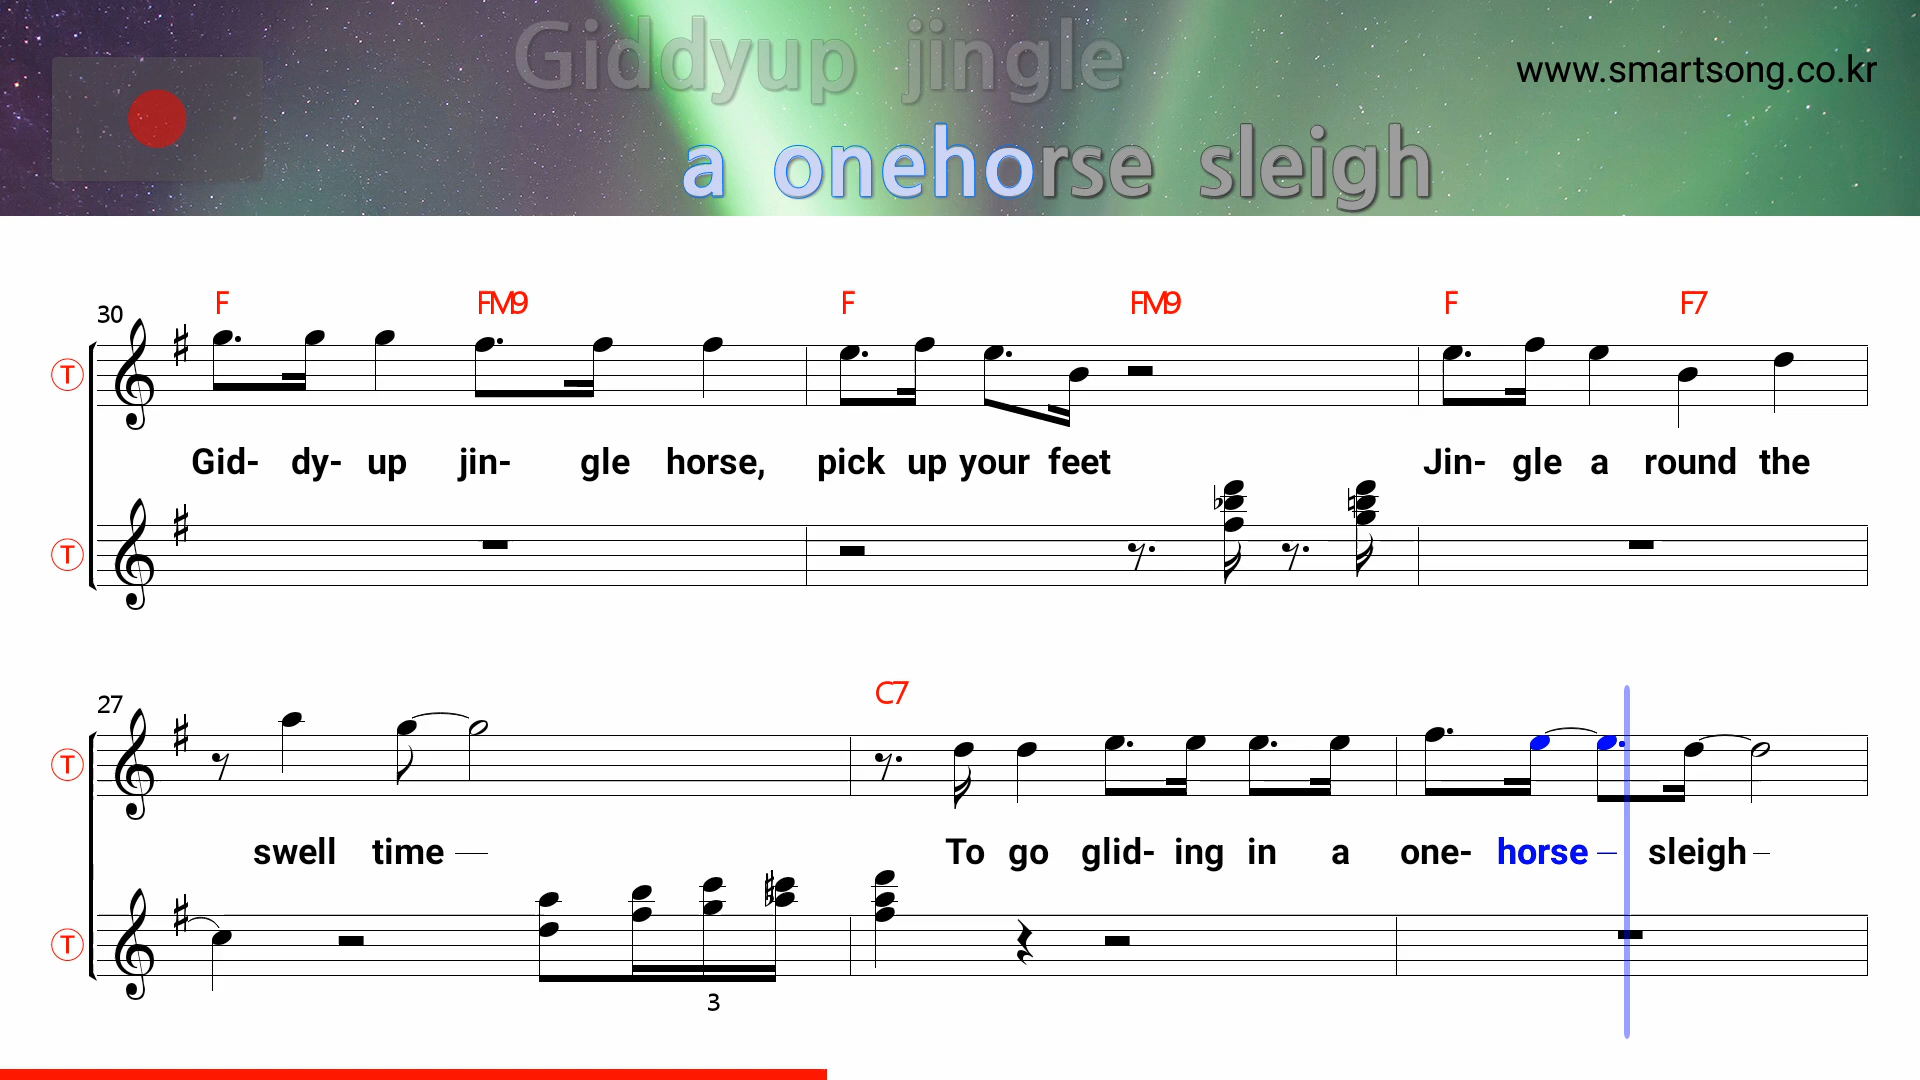 Giddyup jingle
www.smartsong.co.kr
a onehorse sleigh
30
F FM9 F FM9 F F7
T
Gid- dy- up jin- gle horse, pick up your feet Jin- gle a round the
T
27
C7
T
swell time — To go glid- ing in a one- horse — sleigh —
T
3